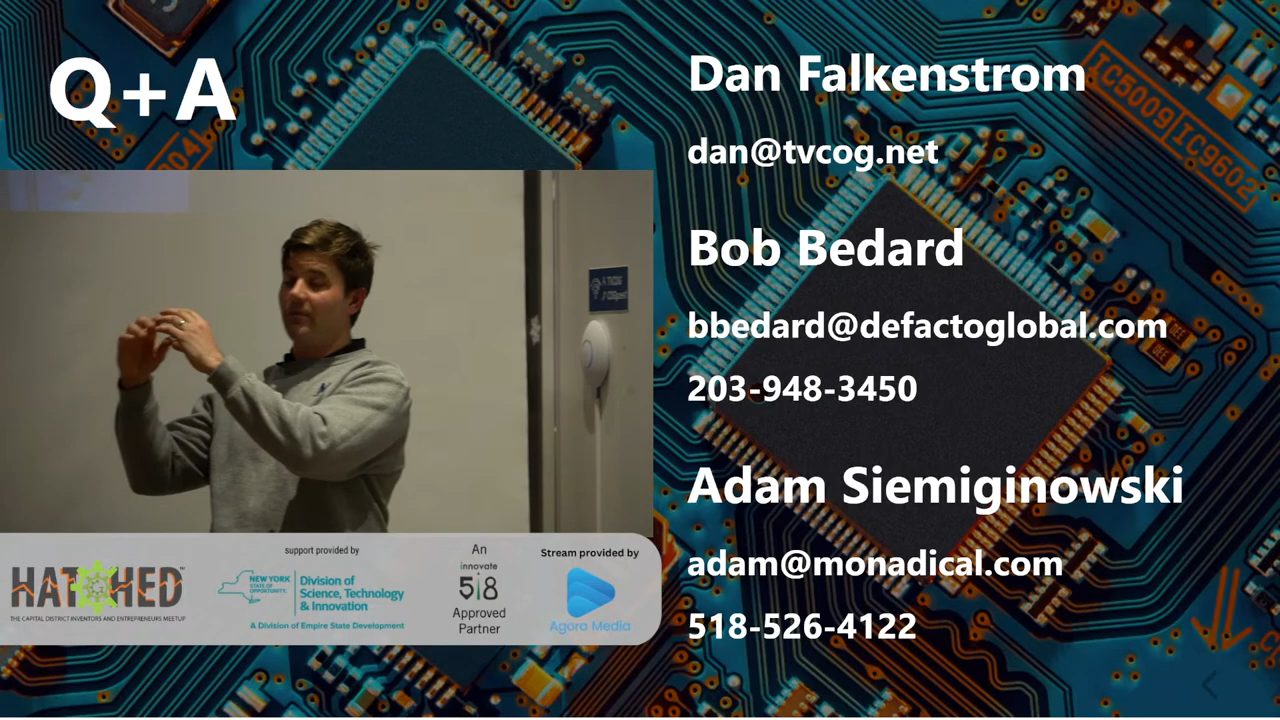 Q+A
Dan Falkenstrom
dan@tvcog.net
Bob Bedard
bbedard@defactoglobal.com
203-948-3450
Adam Siemiginowski
adam@monadical.com
518-526-4122
HATCHED
THE CAPITAL DISTRICT INVENTORS AND ENTREPRENEURS MEETUP
support provided by
NEW YORK
STATE OF
OPPORTUNITY.
Division of
Science, Technology
& Innovation
A Division of Empire State Development
An
innovate
518
Approved
Partner
Stream provided by
Agora Media
IC5009
IC9602